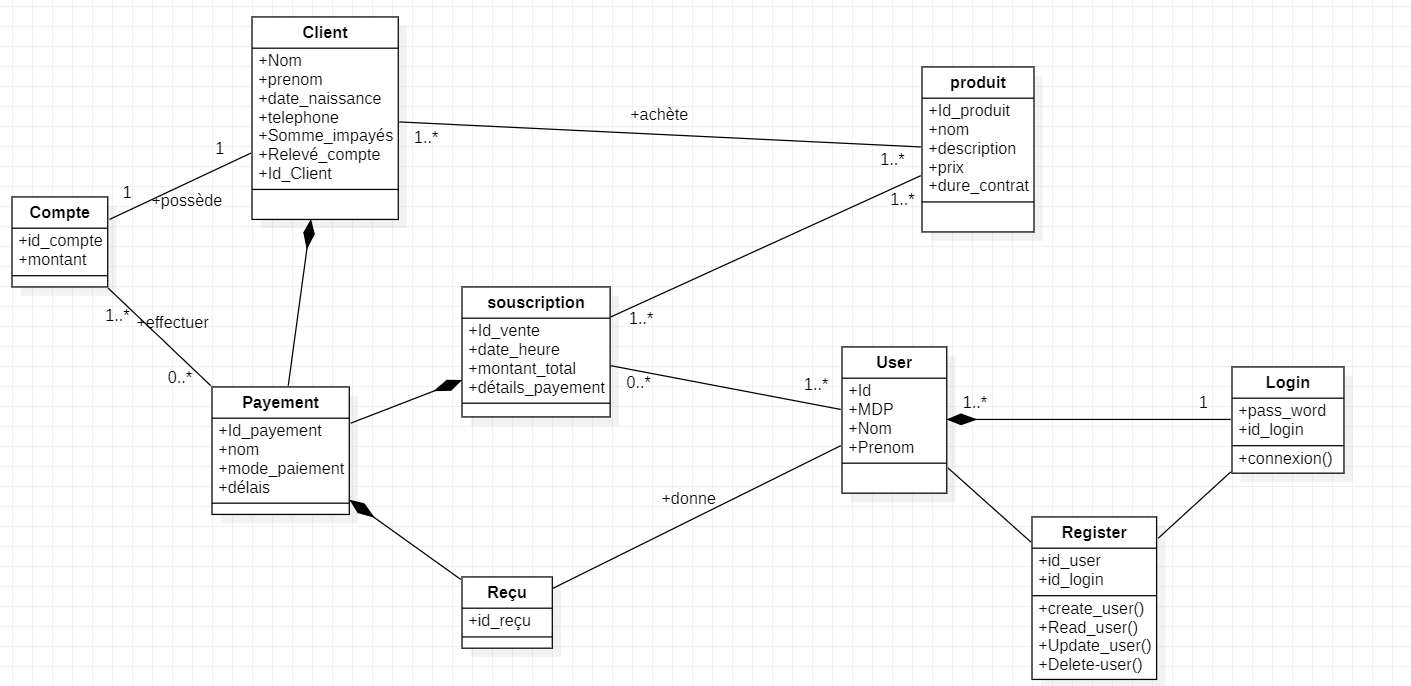 Client
+Nom
+prenom
+date_naissance
+telephone
+Somme_impayés
+Relevé_compte
+Id_Client
produit
+Id_produit
+nom
+description
+prix
+dure_contrat
+achète
1..*
1..*
1
1
+possède
Compte
+id_compte
+montant
1..*
+effectuer
0..*
1..*
1..*
souscription
+Id_vente
+date_heure
+montant_total
+détails_payement
0..*
1..*
User
+Id
+MDP
+Nom
+Prenom
1..*
1
Login
+pass_word
+id_login
+connexion()
Payement
+Id_payement
+nom
+mode_paiement
+délais
+donne
Register
+id_user
+id_login
+create_user()
+Read_user()
+Update_user()
+Delete-user()
Reçu
+id_reçu